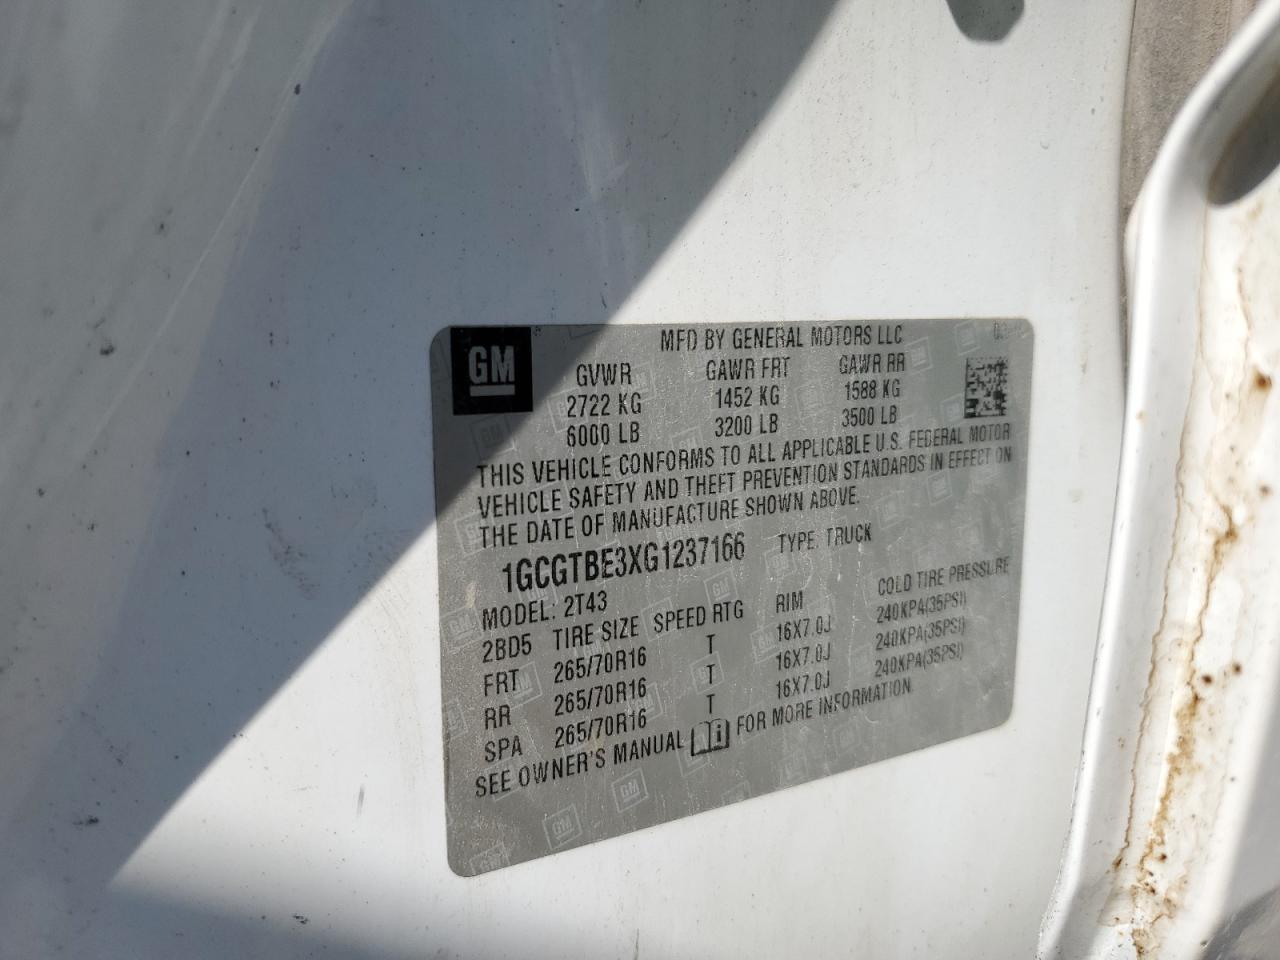 GM
MFD BY GENERAL MOTORS LLC
GVWR GAWR FRT GAWR RR
2722 KG 1452 KG 1588 KG
6000 LB 3200 LB 3500 LB
THIS VEHICLE CONFORMS TO ALL APPLICABLE U.S. FEDERAL MOTOR
VEHICLE SAFETY AND THEFT PREVENTION STANDARDS IN EFFECT ON
THE DATE OF MANUFACTURE SHOWN ABOVE.
1GCGTBE3XG1237166 TYPE: TRUCK
MODEL: 2T43
2BD5 TIRE SIZE SPEED RTG RIM COLD TIRE PRESSURE
FRT 265/70R16 T 16X7.0J 240KPA(35PSI)
RR 265/70R16 T 16X7.0J 240KPA(35PSI)
SPA 265/70R16 T 16X7.0J 240KPA(35PSI)
SEE OWNER'S MANUAL FOR MORE INFORMATION